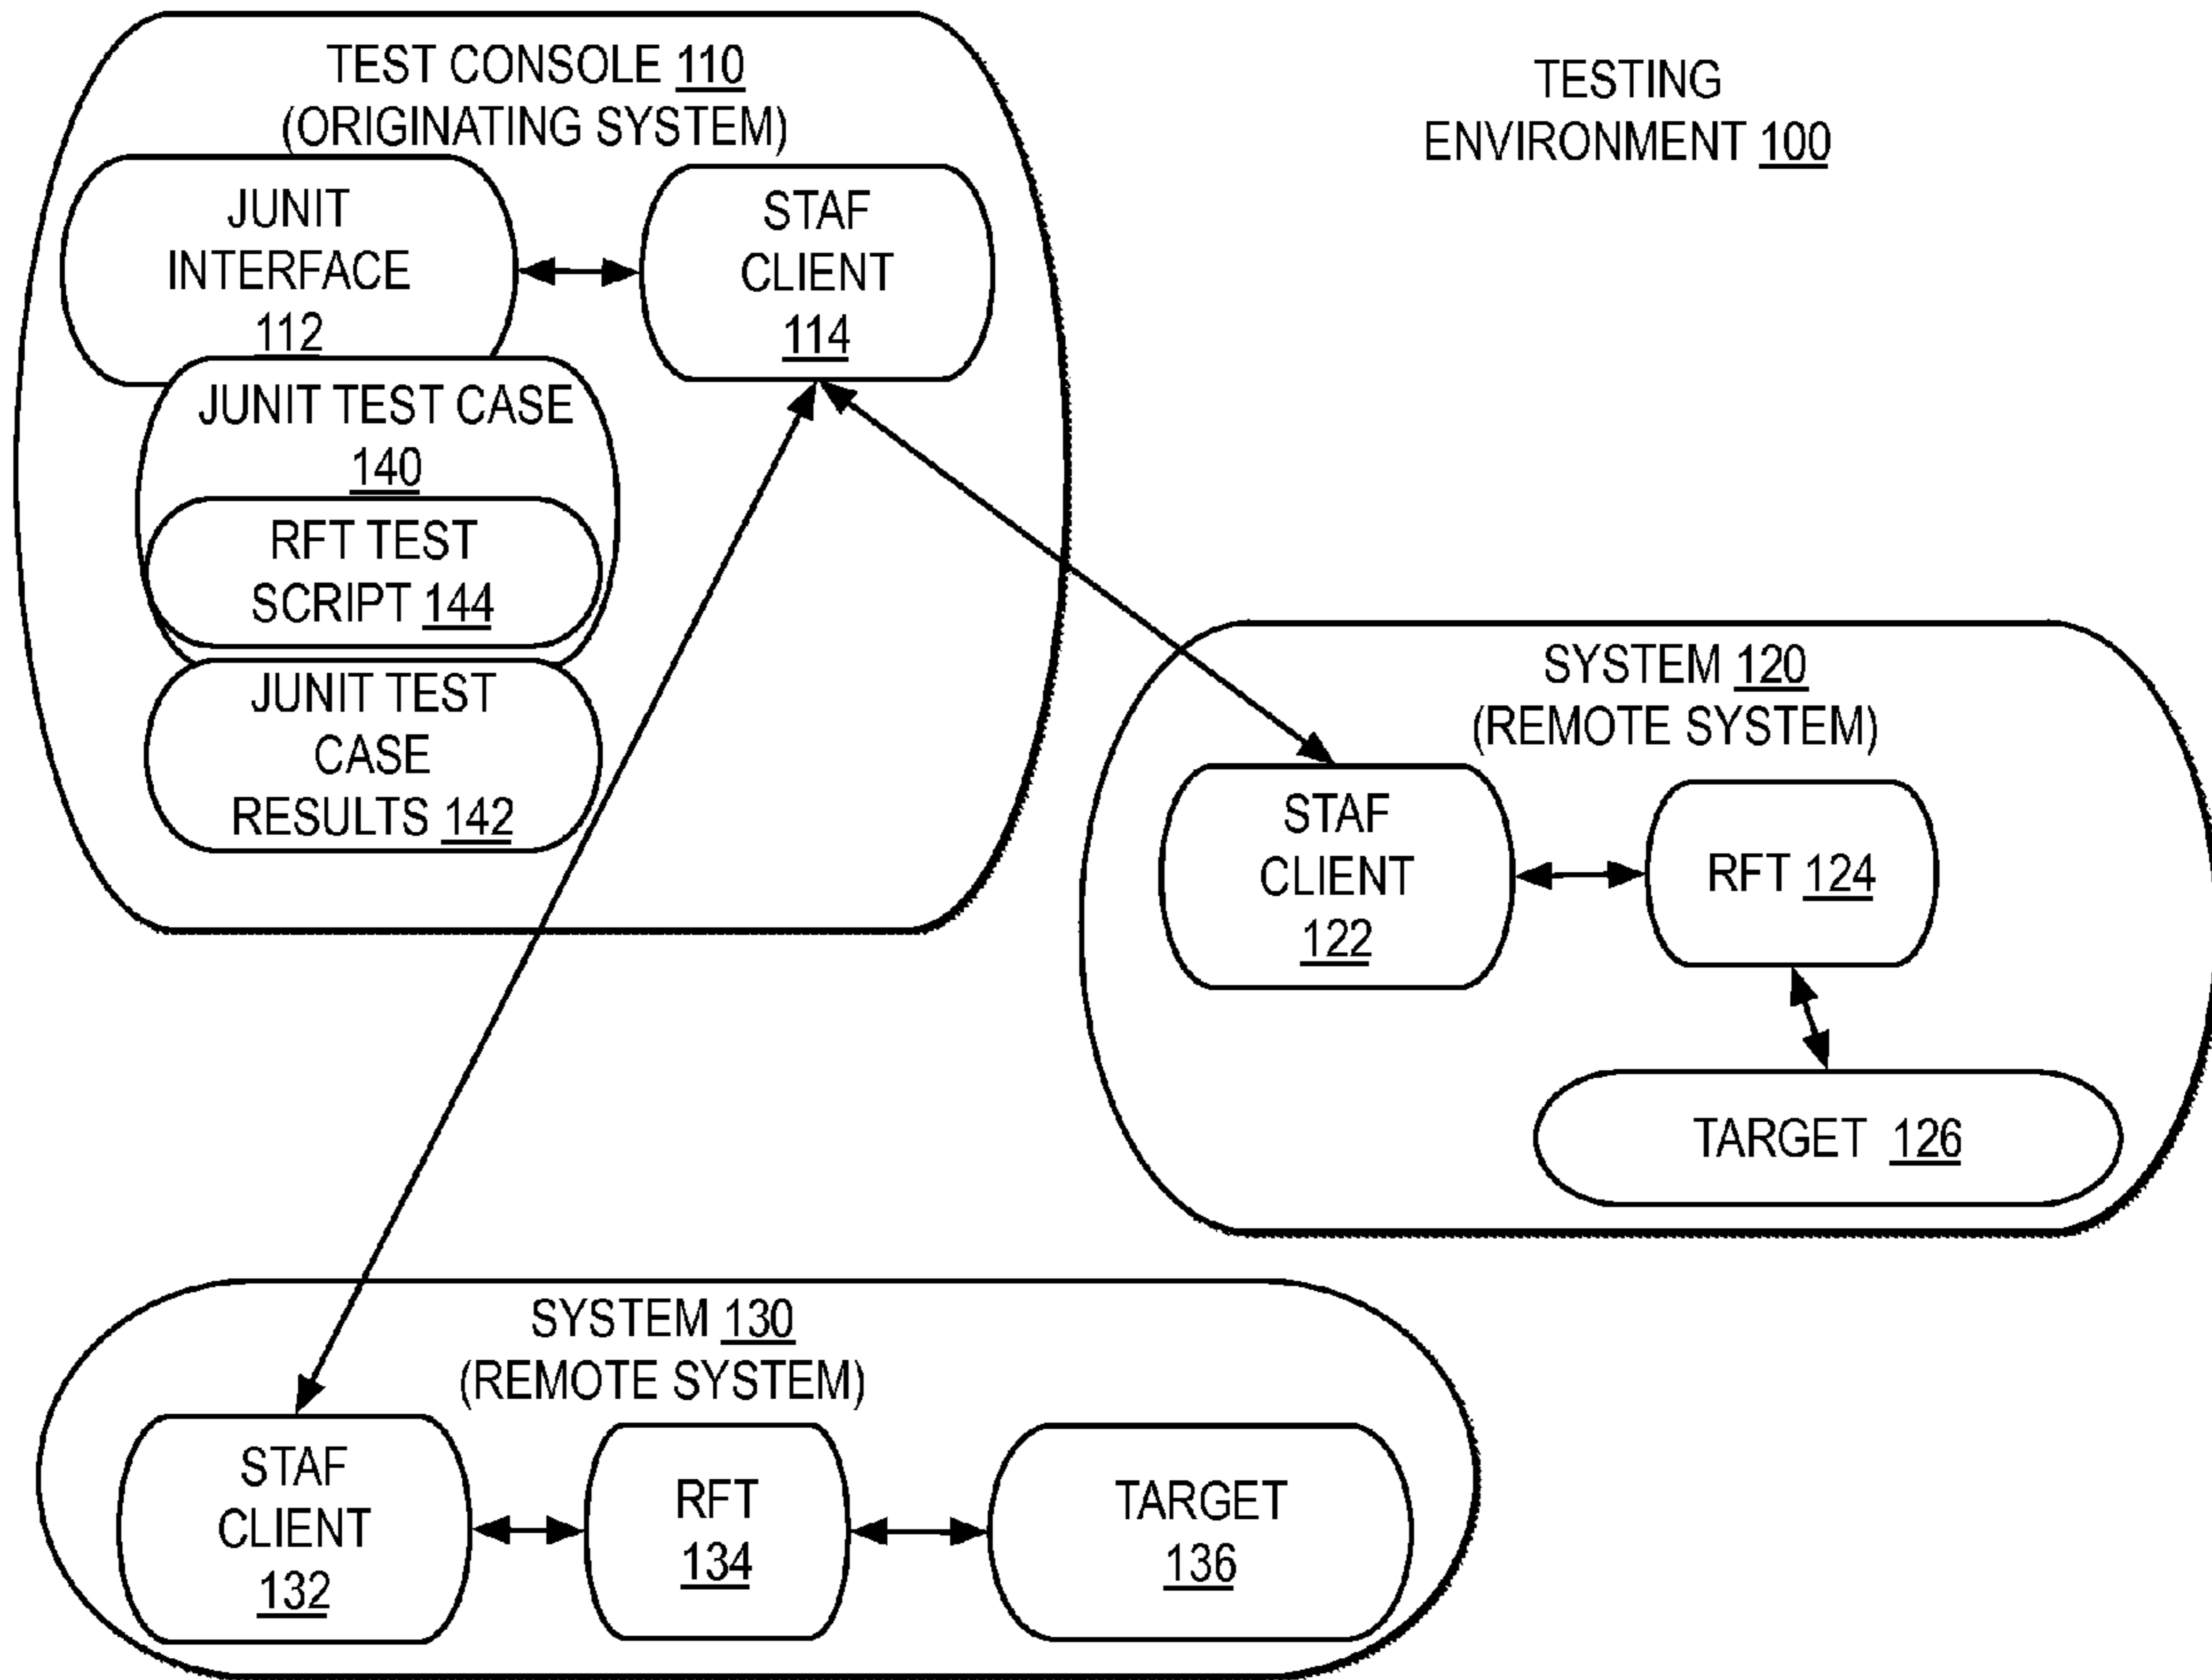 TEST CONSOLE 110
(ORIGINATING SYSTEM)
JUNIT
INTERFACE
112
STAF
CLIENT
114
JUNIT TEST CASE
140
RFT TEST
SCRIPT 144
JUNIT TEST
CASE
RESULTS 142
TESTING
ENVIRONMENT 100
SYSTEM 120
(REMOTE SYSTEM)
STAF
CLIENT
122
RFT 124
TARGET 126
SYSTEM 130
(REMOTE SYSTEM)
STAF
CLIENT
132
RFT
134
TARGET
136